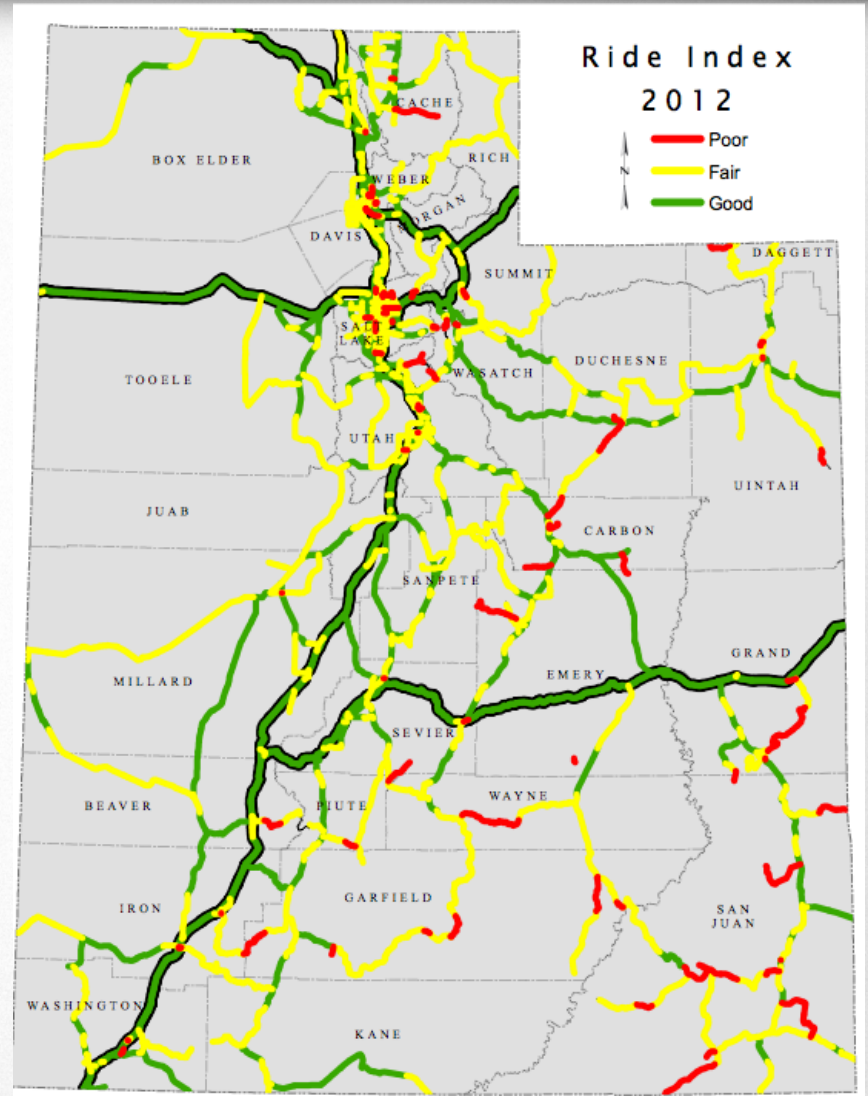 Ride Index
2012
N
Poor
Fair
Good
CACHE
BOX ELDER
RICH
WEBER
MORGAN
DAVIS
DAGGETT
SUMMIT
SALT
LAKE
DUCHESNE
WASATCH
TOOELE
UTAH
UINTAH
JUAB
CARBON
SANPETE
GRAND
EMERY
MILLARD
SEVIER
WAYNE
BEAVER
PIUTE
GARFIELD
IRON
SAN
JUAN
WASHINGTON
KANE